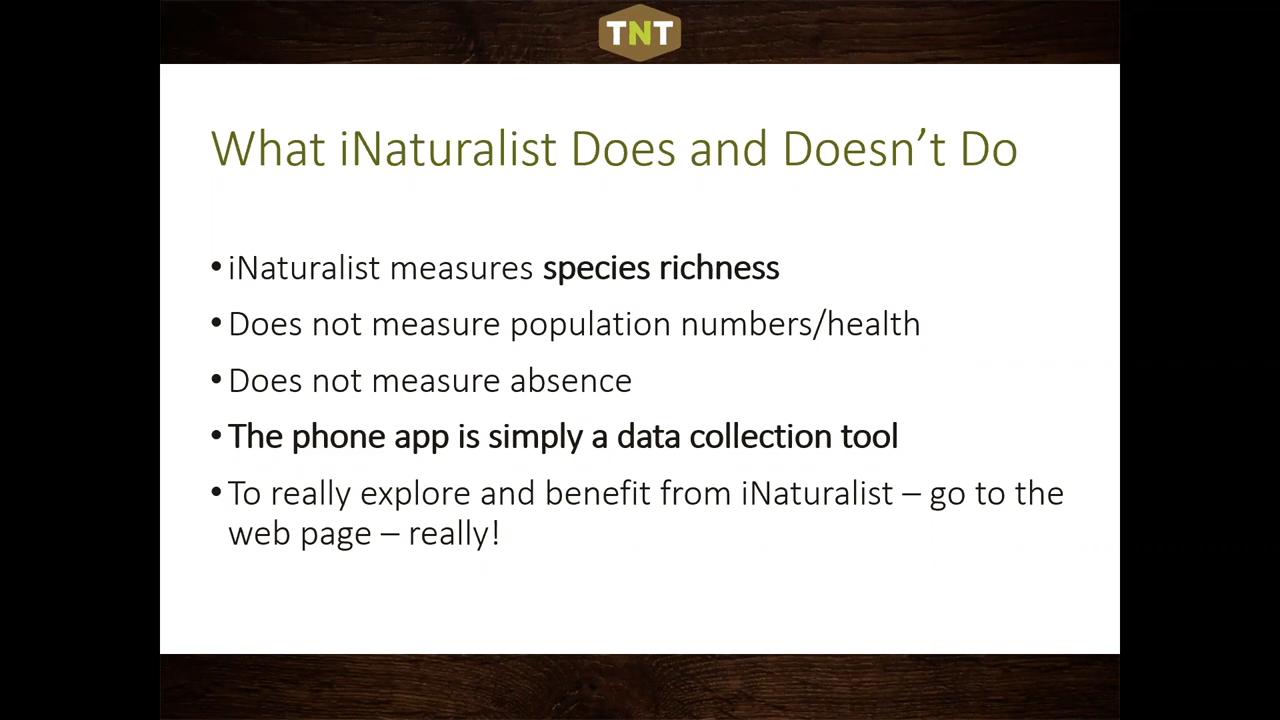 TNT
What iNaturalist Does and Doesn’t Do
• iNaturalist measures species richness
• Does not measure population numbers/health
• Does not measure absence
• The phone app is simply a data collection tool
• To really explore and benefit from iNaturalist – go to the
web page – really!